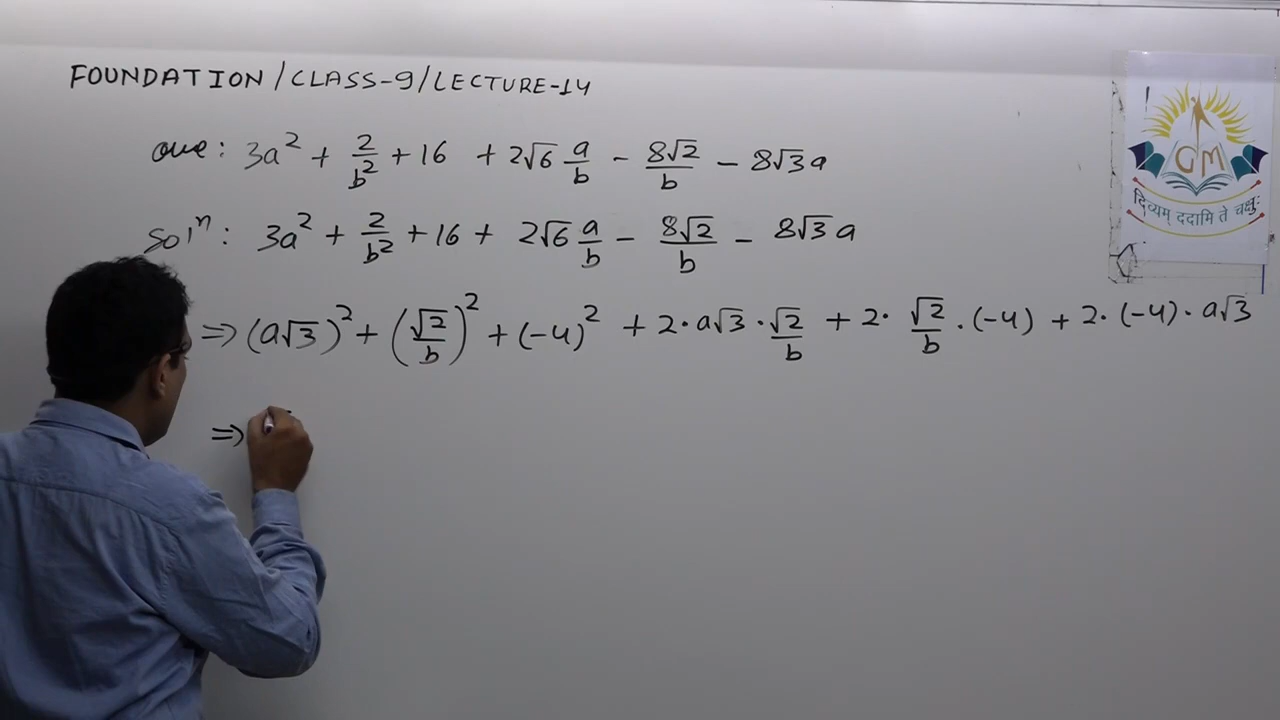 FOUNDATION/CLASS-9/LECTURE-14
que: 3a² + 2/b² + 16 + 2√6 a/b - 8√2/b - 8√3a
Solⁿ: 3a² + 2/b² + 16 + 2√6 a/b - 8√2/b - 8√3a
⇒ (a√3)² + (√2/b)² + (-4)² + 2·a√3·√2/b + 2·√2/b·(-4) + 2·(-4)·a√3
⇒
GM
दिव्यम् ददामि ते चक्षुः